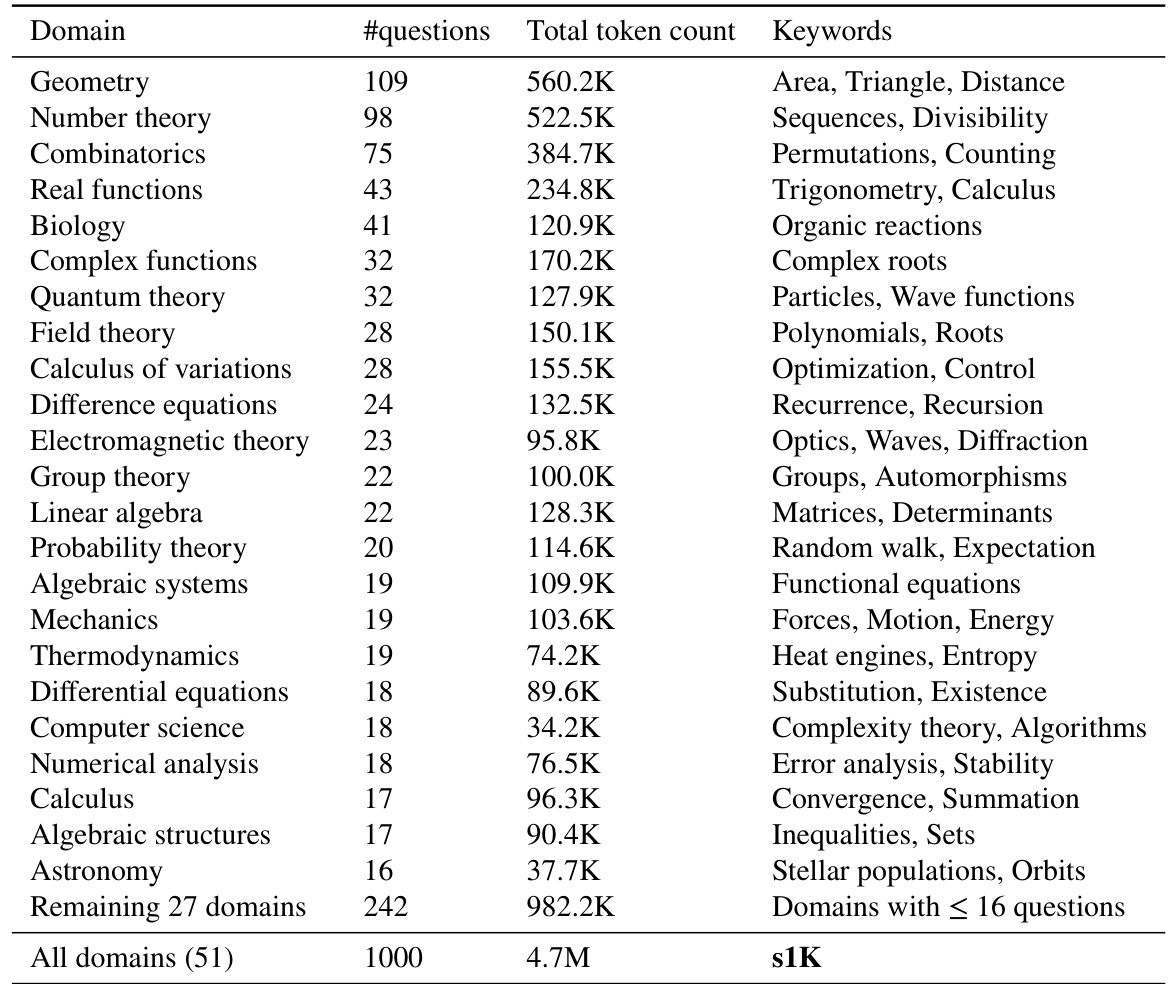 Domain #questions Total token count Keywords
Geometry 109 560.2K Area, Triangle, Distance
Number theory 98 522.5K Sequences, Divisibility
Combinatorics 75 384.7K Permutations, Counting
Real functions 43 234.8K Trigonometry, Calculus
Biology 41 120.9K Organic reactions
Complex functions 32 170.2K Complex roots
Quantum theory 32 127.9K Particles, Wave functions
Field theory 28 150.1K Polynomials, Roots
Calculus of variations 28 155.5K Optimization, Control
Difference equations 24 132.5K Recurrence, Recursion
Electromagnetic theory 23 95.8K Optics, Waves, Diffraction
Group theory 22 100.0K Groups, Automorphisms
Linear algebra 22 128.3K Matrices, Determinants
Probability theory 20 114.6K Random walk, Expectation
Algebraic systems 19 109.9K Functional equations
Mechanics 19 103.6K Forces, Motion, Energy
Thermodynamics 19 74.2K Heat engines, Entropy
Differential equations 18 89.6K Substitution, Existence
Computer science 18 34.2K Complexity theory, Algorithms
Numerical analysis 18 76.5K Error analysis, Stability
Calculus 17 96.3K Convergence, Summation
Algebraic structures 17 90.4K Inequalities, Sets
Astronomy 16 37.7K Stellar populations, Orbits
Remaining 27 domains 242 982.2K Domains with ≤ 16 questions
All domains (51) 1000 4.7M s1K